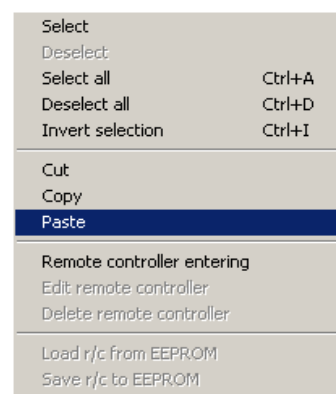 Select
Deselect
Select all Ctrl+A
Deselect all Ctrl+D
Invert selection Ctrl+I
Cut
Copy
Paste
Remote controller entering
Edit remote controller
Delete remote controller
Load r/c from EEPROM
Save r/c to EEPROM